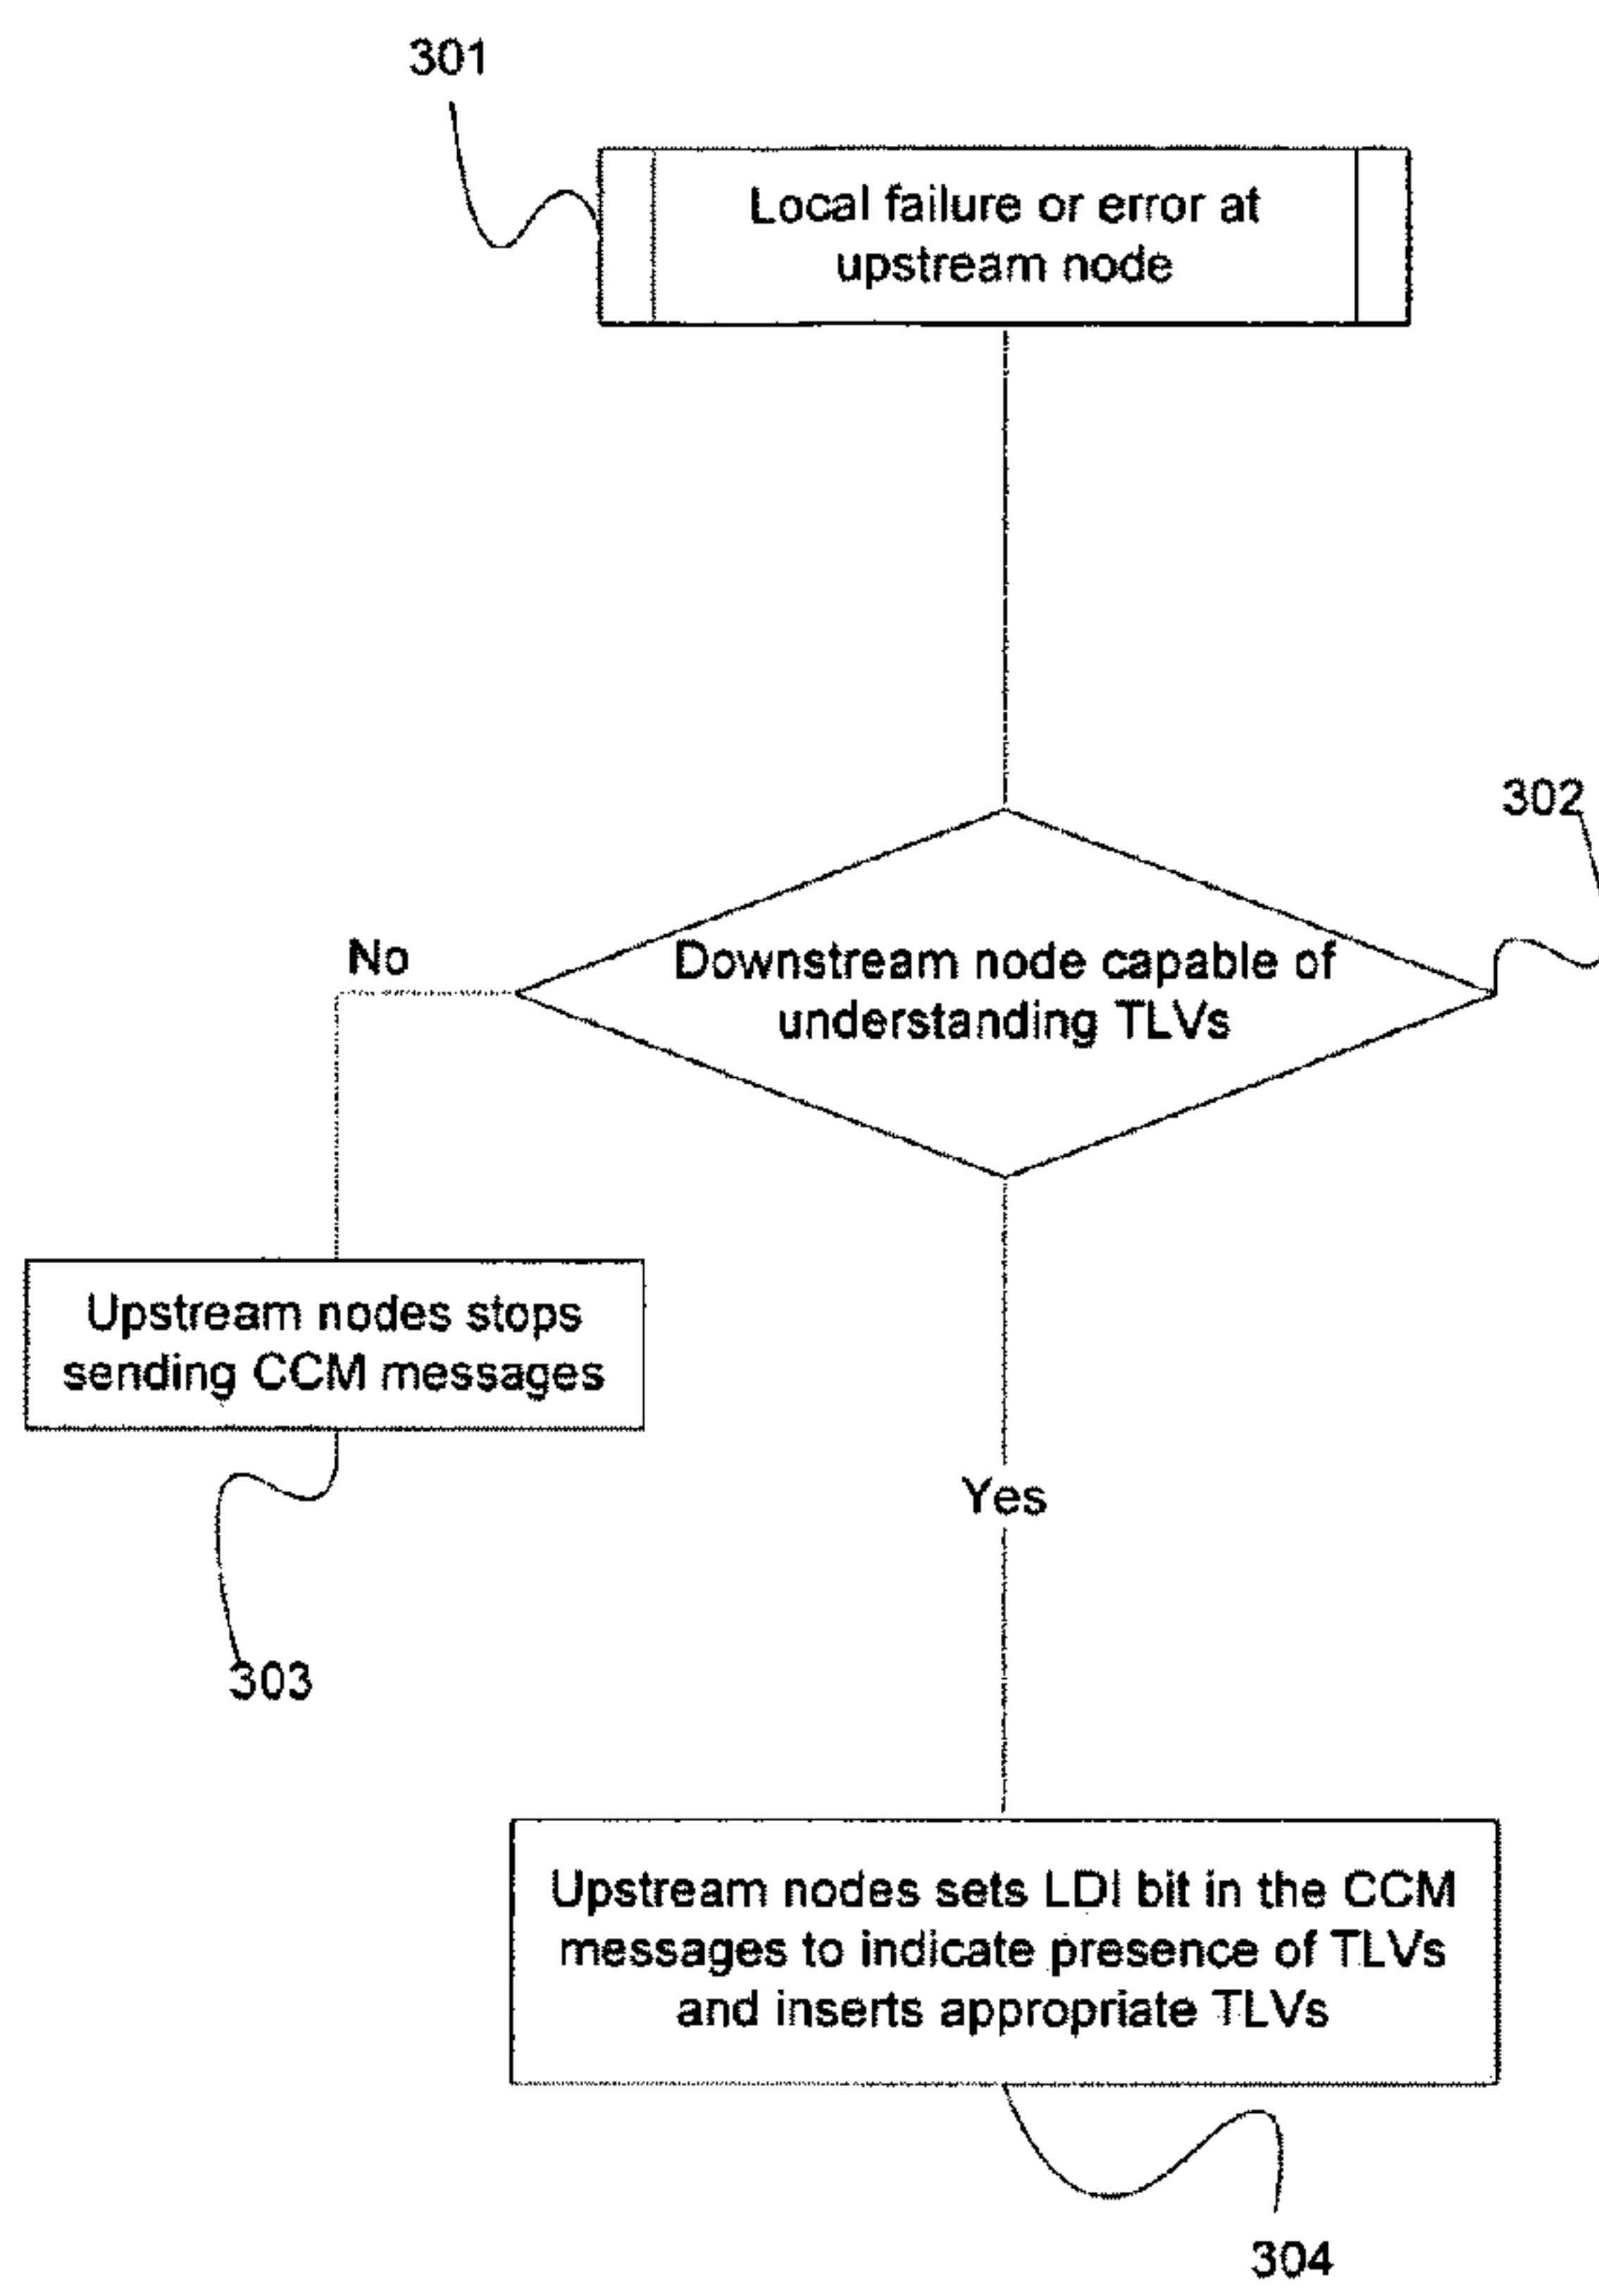 301
Local failure or error at
upstream node
302
No
Downstream node capable of
understanding TLVs
Upstream nodes stops
sending CCM messages
Yes
303
Upstream nodes sets LDI bit in the CCM
messages to indicate presence of TLVs
and inserts appropriate TLVs
304